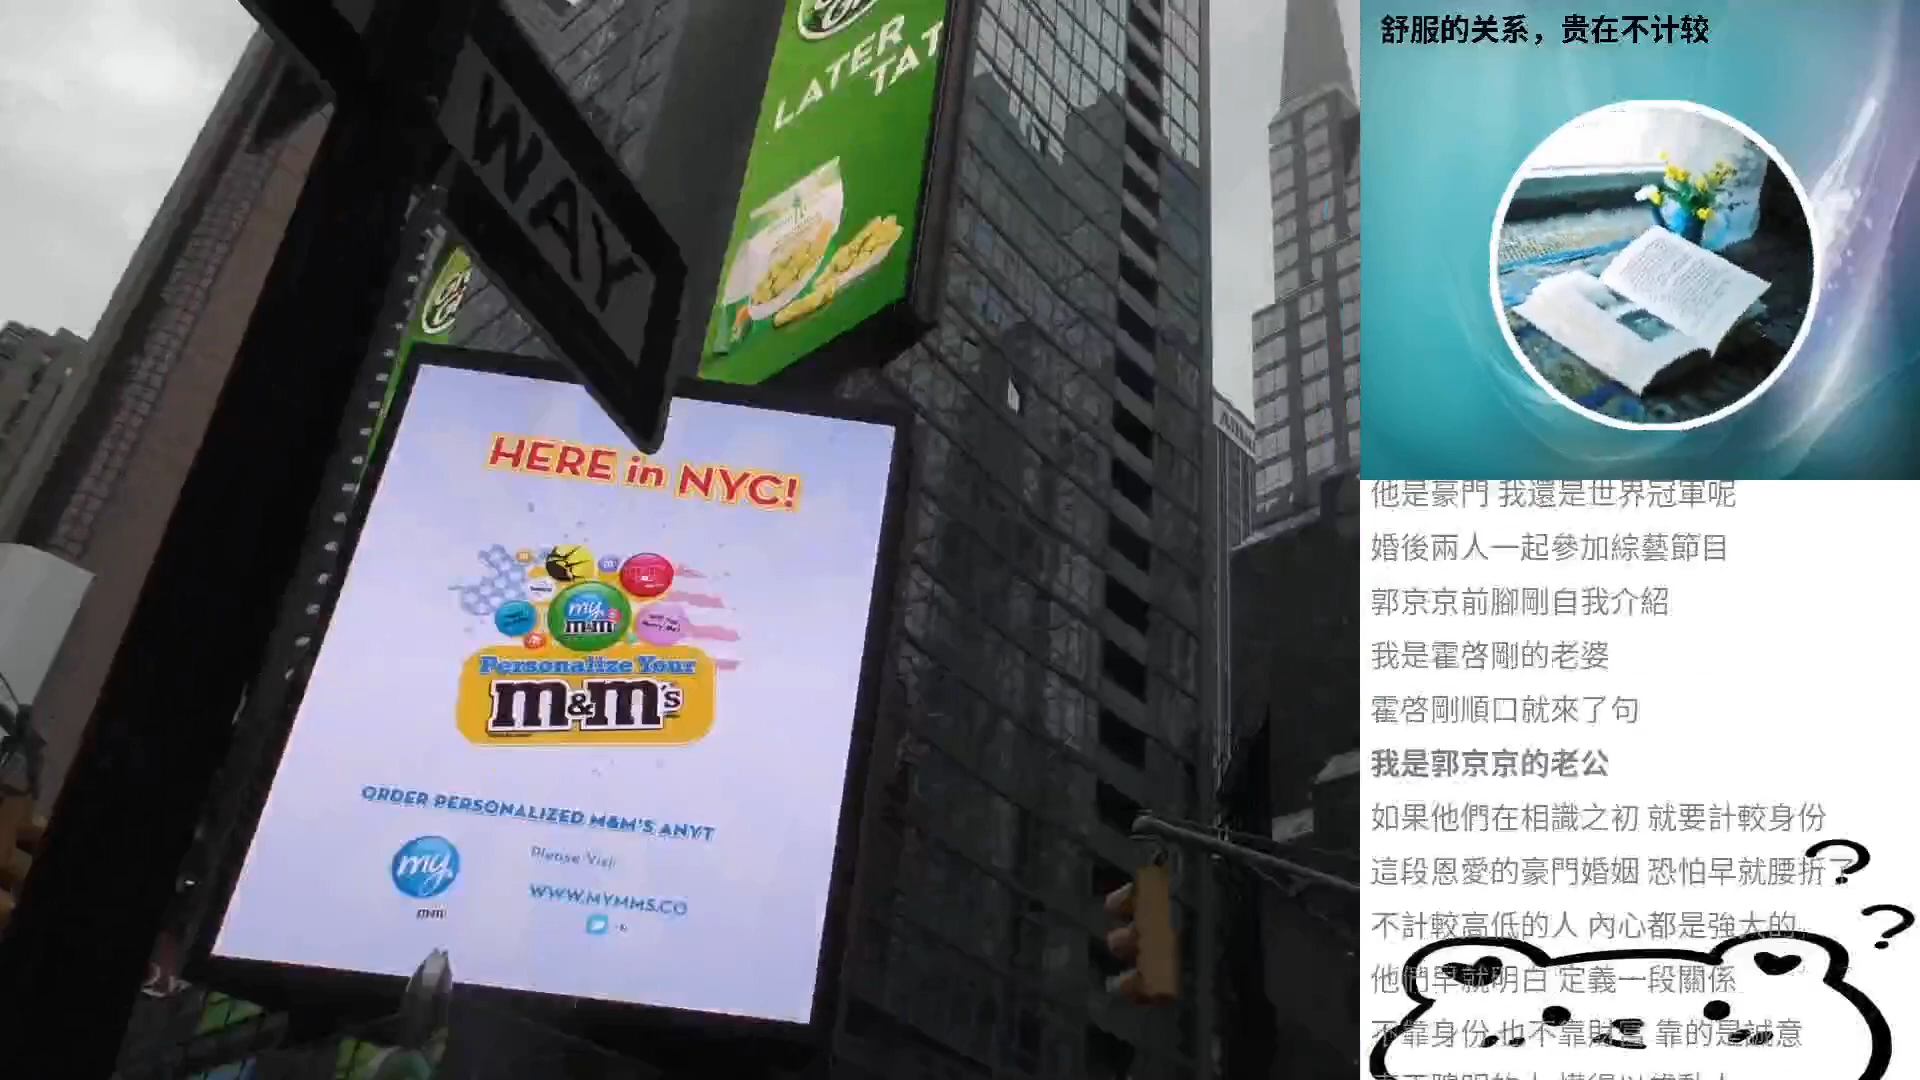 WAY
LATER
TAT
HERE in NYC!
my
m&m
Personalize Your
m&m's
ORDER PERSONALIZED M&M'S ANYT
Please Visit
WWW.MYMMS.CO
my
m&m
舒服的关系，贵在不计较
他是豪門 我還是世界冠軍呢
婚後兩人一起參加綜藝節目
郭京京前腳剛自我介紹
我是霍啓剛的老婆
霍啓剛順口就來了句
我是郭京京的老公
如果他們在相識之初 就要計較身份
這段恩愛的豪門婚姻 恐怕早就腰折了
不計較高低的人 內心都是強大的
他們早就明白 定義一段關係
不靠身份 也不靠財富 靠的是誠意